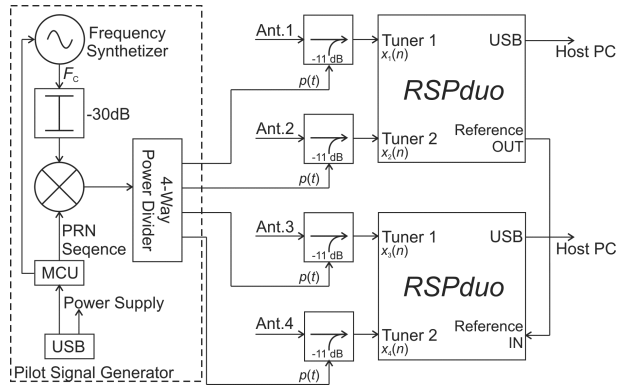 Frequency
Synthetizer
Fc
-30dB
PRN
Seqence
MCU
Power Supply
USB
Pilot Signal Generator
4-Way
Power Divider
Ant.1
-11 dB
p(t)
Ant.2
-11 dB
p(t)
Ant.3
-11 dB
p(t)
Ant.4
-11 dB
p(t)
Tuner 1
x₁(n)
USB
Host PC
RSPduo
Tuner 2
x₂(n)
Reference
OUT
Tuner 1
x₃(n)
USB
Host PC
RSPduo
Tuner 2
x₄(n)
Reference
IN